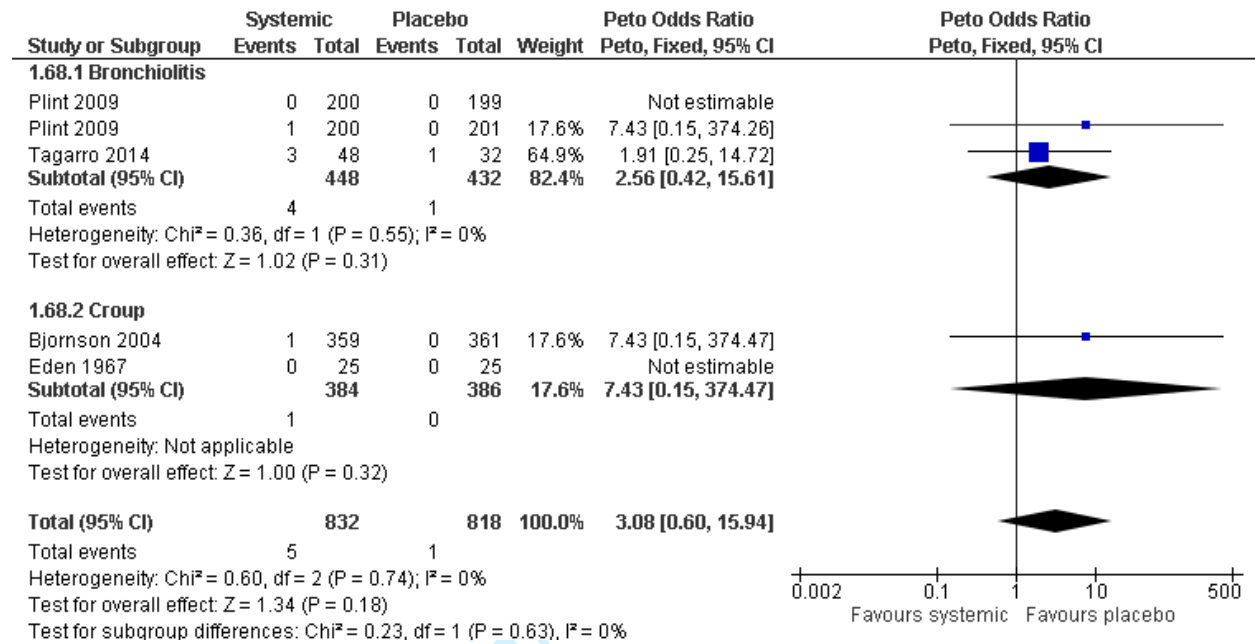 Systemic Placebo Peto Odds Ratio Peto Odds Ratio
Study or Subgroup Events Total Events Total Weight Peto, Fixed, 95% CI Peto, Fixed, 95% CI
1.68.1 Bronchiolitis
Plint 2009 0 200 0 199 Not estimable
Plint 2009 1 200 0 201 17.6% 7.43 [0.15, 374.26]
Tagarro 2014 3 48 1 32 64.9% 1.91 [0.25, 14.72]
Subtotal (95% CI) 448 432 82.4% 2.56 [0.42, 15.61]
Total events 4 1
Heterogeneity: Chi² = 0.36, df = 1 (P = 0.55); I² = 0%
Test for overall effect: Z = 1.02 (P = 0.31)
1.68.2 Croup
Bjornson 2004 1 359 0 361 17.6% 7.43 [0.15, 374.47]
Eden 1967 0 25 0 25 Not estimable
Subtotal (95% CI) 384 386 17.6% 7.43 [0.15, 374.47]
Total events 1 0
Heterogeneity: Not applicable
Test for overall effect: Z = 1.00 (P = 0.32)
Total (95% CI) 832 818 100.0% 3.08 [0.60, 15.94]
Total events 5 1
Heterogeneity: Chi² = 0.60, df = 2 (P = 0.74); I² = 0%
Test for overall effect: Z = 1.34 (P = 0.18)
Test for subgroup differences: Chi² = 0.23, df = 1 (P = 0.63), I² = 0%
0.002 0.1 1 10 500
Favours systemic Favours placebo